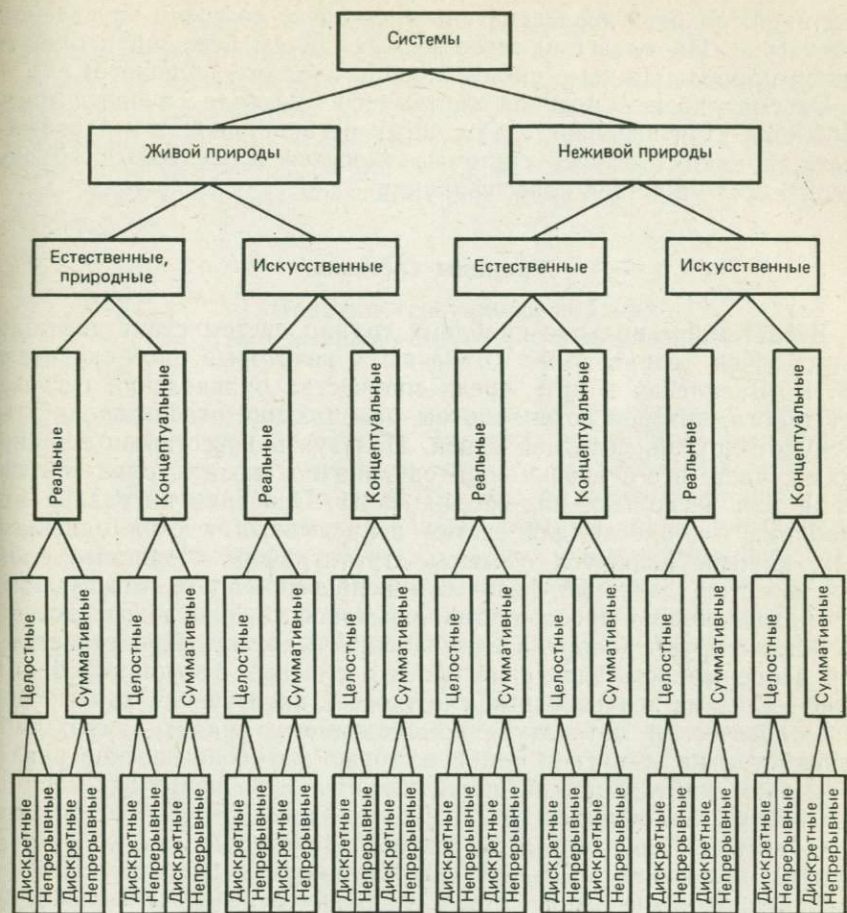 Системы
Живой природы
Неживой природы
Естественные,
природные
Искусственные
Естественные
Искусственные
Реальные
Концептуальные
Реальные
Концептуальные
Реальные
Концептуальные
Реальные
Концептуальные
Целостные
Суммативные
Целостные
Суммативные
Целостные
Суммативные
Целостные
Суммативные
Целостные
Суммативные
Целостные
Суммативные
Целостные
Суммативные
Целостные
Суммативные
Дискретные
Непрерывные
Дискретные
Непрерывные
Дискретные
Непрерывные
Дискретные
Непрерывные
Дискретные
Непрерывные
Дискретные
Непрерывные
Дискретные
Непрерывные
Дискретные
Непрерывные
Дискретные
Непрерывные
Дискретные
Непрерывные
Дискретные
Непрерывные
Дискретные
Непрерывные
Дискретные
Непрерывные
Дискретные
Непрерывные
Дискретные
Непрерывные
Дискретные
Непрерывные